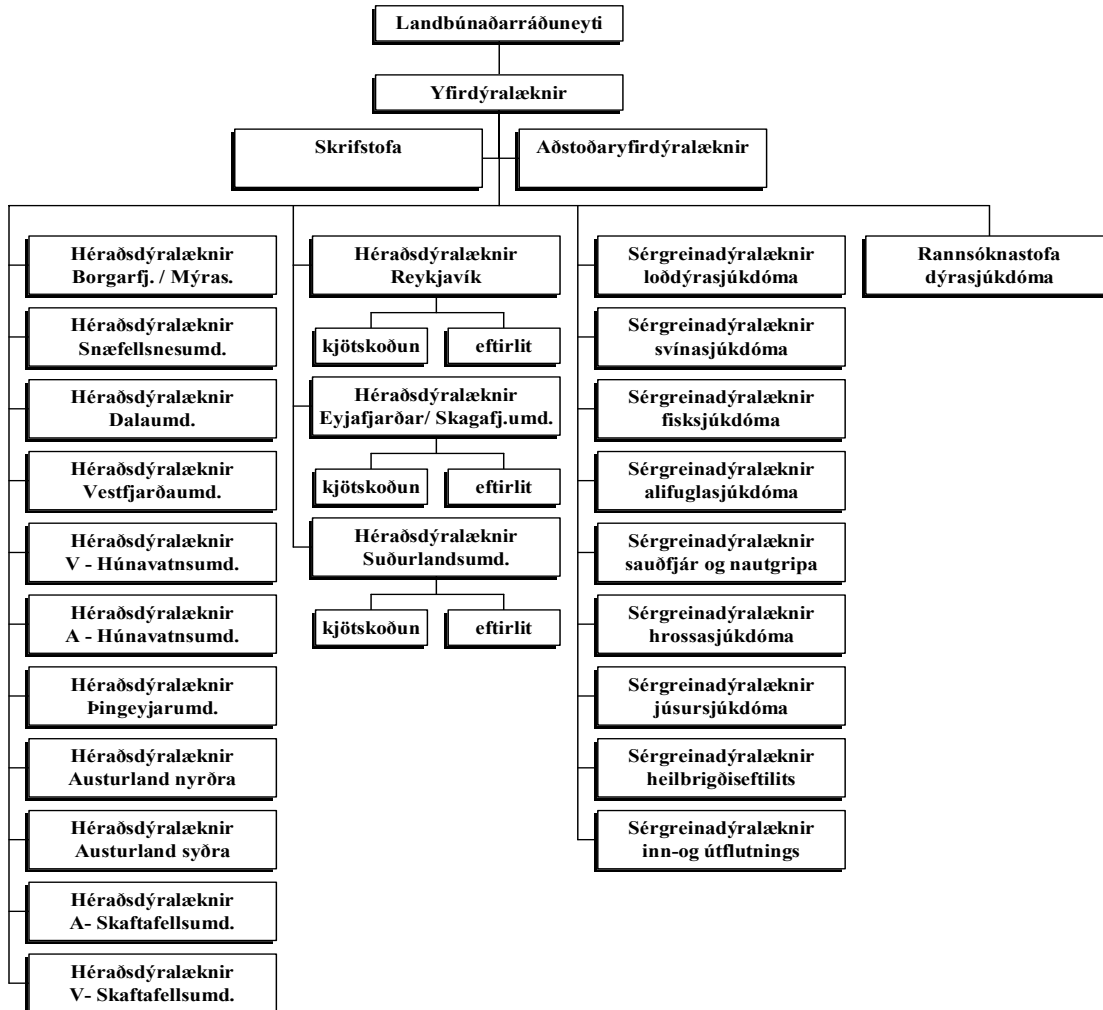 Landbúnaðarráðuneyti
Yfirdýralæknir
Skrifstofa
Aðstoðaryfirdýralæknir
Héraðsdýralæknir
Borgarfj. / Mýras.
Héraðsdýralæknir
Snæfellsnesumd.
Héraðsdýralæknir
Dalaumd.
Héraðsdýralæknir
Vestfjarðaumd.
Héraðsdýralæknir
V - Húnavatnsumd.
Héraðsdýralæknir
A - Húnavatnsumd.
Héraðsdýralæknir
Þingeyjarumd.
Héraðsdýralæknir
Austurland nyrðra
Héraðsdýralæknir
Austurland syðra
Héraðsdýralæknir
A- Skaftafellsumd.
Héraðsdýralæknir
V- Skaftafellsumd.
Héraðsdýralæknir
Reykjavík
kjötskoðun
eftirlit
Héraðsdýralæknir
Eyjafjarðar/ Skagafj.umd.
kjötskoðun
eftirlit
Héraðsdýralæknir
Suðurlandsumd.
kjötskoðun
eftirlit
Sérgreinadýralæknir
loðdýrasjúkdóma
Sérgreinadýralæknir
svínasjúkdóma
Sérgreinadýralæknir
fisksjúkdóma
Sérgreinadýralæknir
alifuglasjúkdóma
Sérgreinadýralæknir
sauðfjár og nautgripa
Sérgreinadýralæknir
hrossasjúkdóma
Sérgreinadýralæknir
júsursjúkdóma
Sérgreinadýralæknir
heilbrigðiseftilits
Sérgreinadýralæknir
inn-og útflutnings
Rannsóknastofa
dýrasjúkdóma